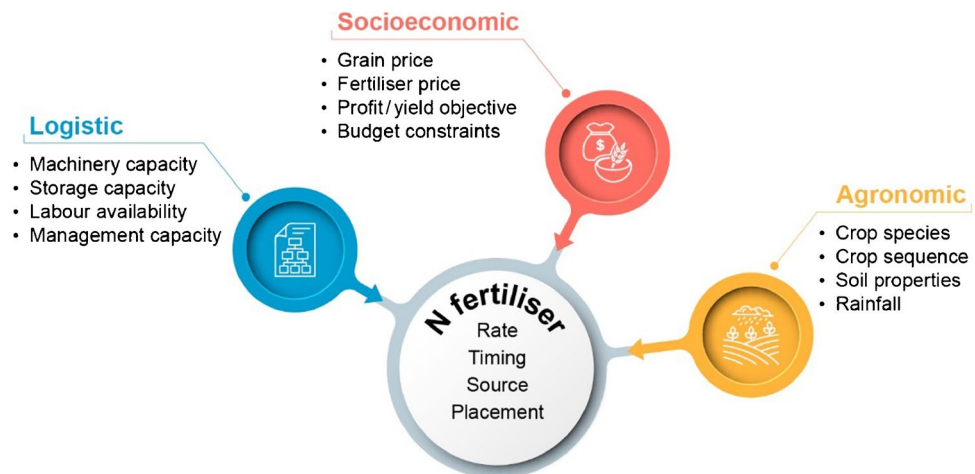 Socioeconomic
• Grain price
• Fertiliser price
• Profit/yield objective
• Budget constraints
Logistic
• Machinery capacity
• Storage capacity
• Labour availability
• Management capacity
$
Agronomic
• Crop species
• Crop sequence
• Soil properties
• Rainfall
N fertiliser
Rate
Timing
Source
Placement